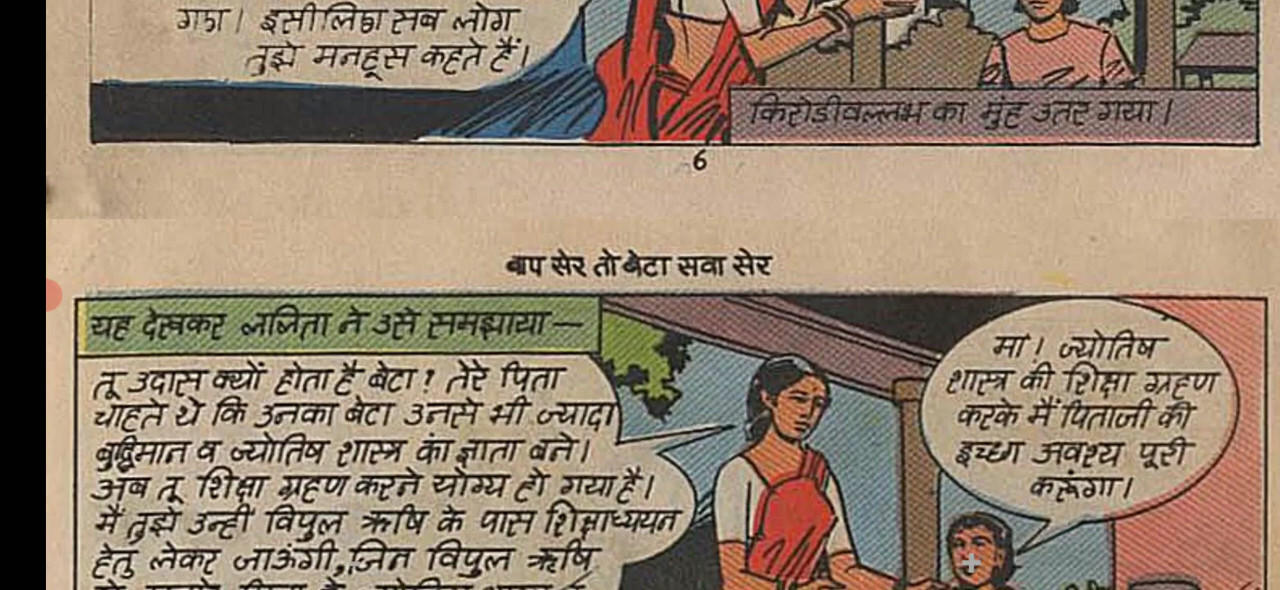 गया। इसीलिए सब लोग
तुझे मनहूस कहते हैं।
किरोडीवल्लभ का मुंह उतर गया।
6
बाप सेर तो बेटा सवा सेर
यह देखकर ललिता ने उसे समझाया —
तू उदास क्यों होता है बेटा? तेरे पिता
चाहते थे कि उनका बेटा उनसे भी ज्यादा
बुद्धिमान व ज्योतिष शास्त्र का ज्ञाता बने।
अब तू शिक्षा ग्रहण करने योग्य हो गया है।
मैं तुझे उन्हीं विपुल ऋषि के पास शिक्षाध्ययन
हेतु लेकर जाऊंगी, जिन विपुल ऋषि
मां! ज्योतिष
शास्त्र की शिक्षा ग्रहण
करके मैं पिताजी की
इच्छा अवश्य पूरी
करूंगा।